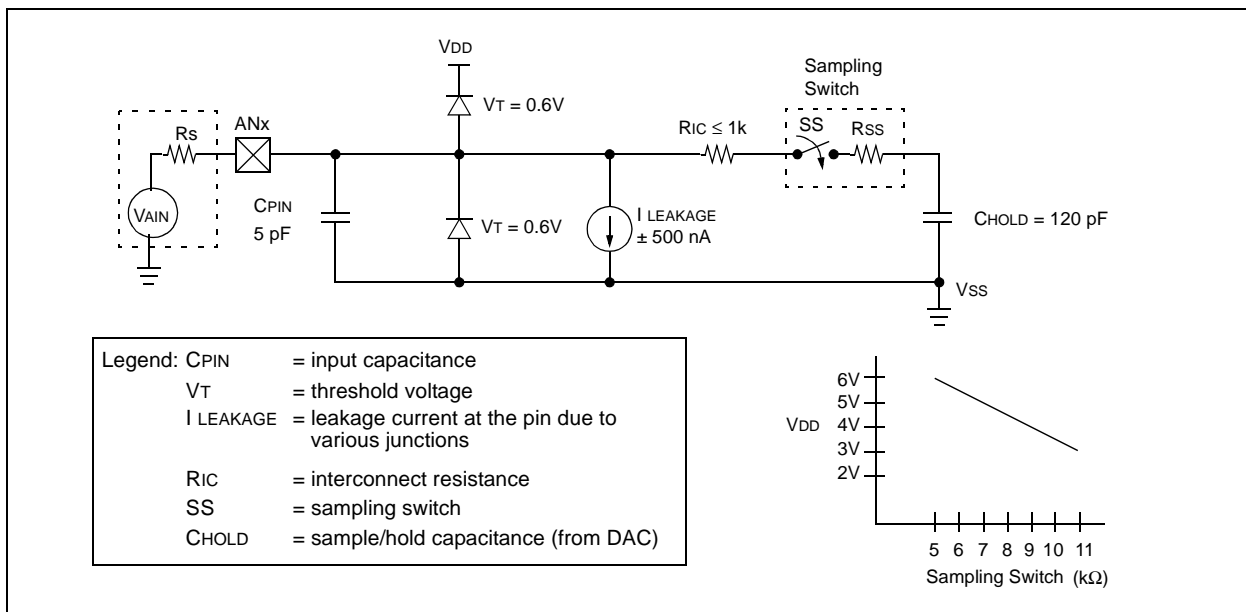 VDD
Sampling
Switch
VT = 0.6V
RS
ANx
RIC ≤ 1k
SS
RSS
VAIN
CPIN
5 pF
VT = 0.6V
I LEAKAGE
± 500 nA
CHOLD = 120 pF
VSS
Legend: CPIN = input capacitance
VT = threshold voltage
I LEAKAGE = leakage current at the pin due to
various junctions
RIC = interconnect resistance
SS = sampling switch
CHOLD = sample/hold capacitance (from DAC)
6V
5V
VDD 4V
3V
2V
5 6 7 8 9 10 11
Sampling Switch (kΩ)